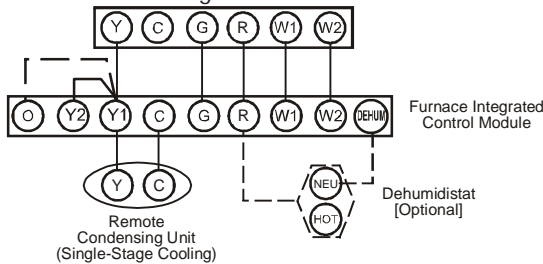 Y C G R W1 W2
O Y2 Y1 C G R W1 W2 DEHUM
Furnace Integrated
Control Module
Y C
NEU
HOT
Dehumidistat
[Optional]
Remote
Condensing Unit
(Single-Stage Cooling)